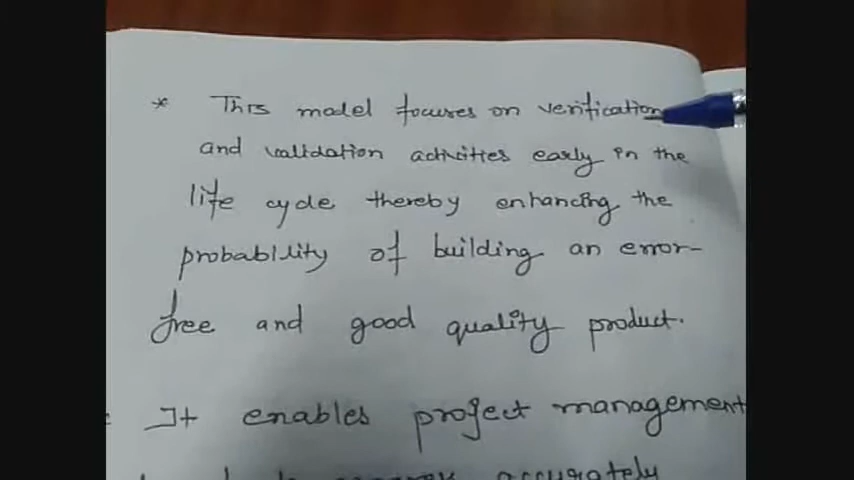 * This model focuses on verification
and validation activities early in the
life cycle thereby enhancing the
probability of building an error-
free and good quality product.
It enables project management
accurately